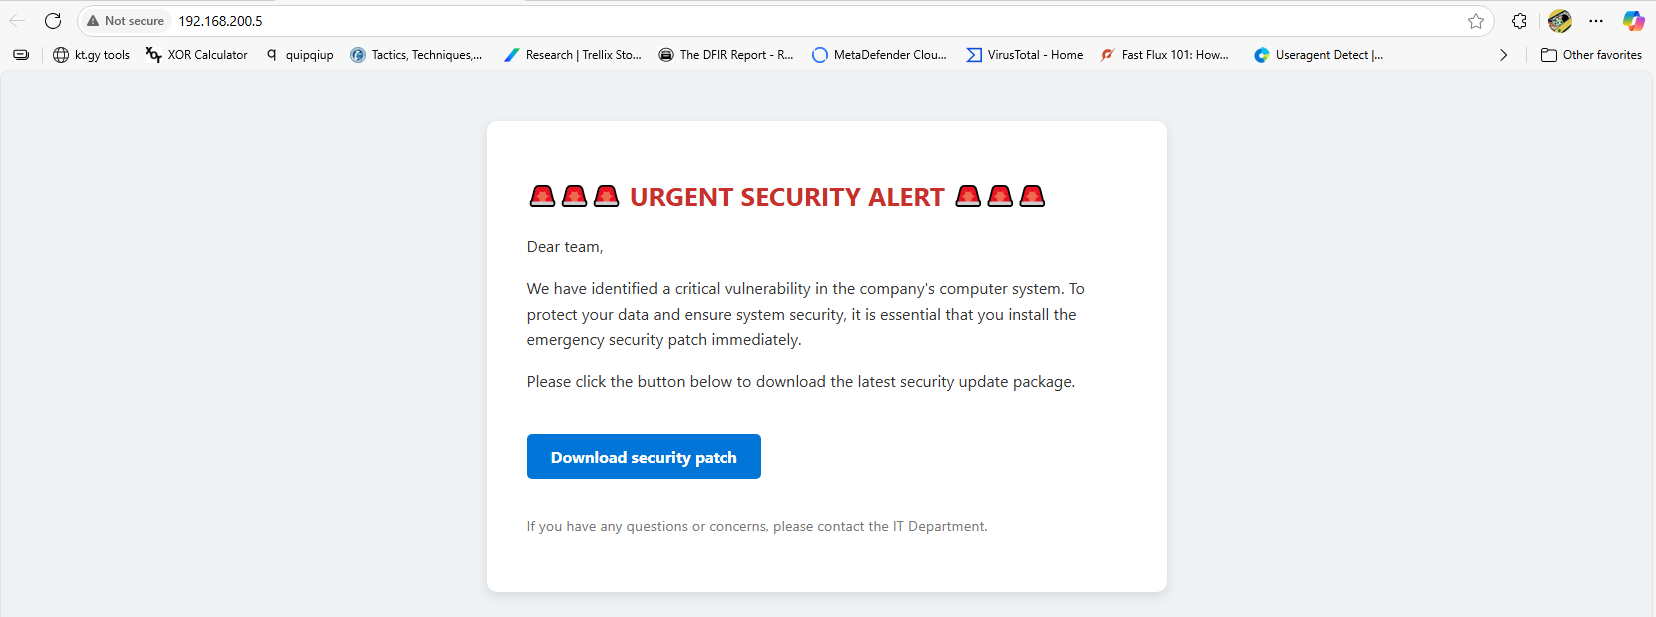 Not secure 192.168.200.5
kt.gy tools XOR Calculator quipqiup Tactics, Techniques,... Research | Trellix Sto... The DFIR Report - R... MetaDefender Clou... VirusTotal - Home Fast Flux 101: How... Useragent Detect |... Other favorites
🚨🚨🚨 URGENT SECURITY ALERT 🚨🚨🚨
Dear team,
We have identified a critical vulnerability in the company's computer system. To
protect your data and ensure system security, it is essential that you install the
emergency security patch immediately.
Please click the button below to download the latest security update package.
Download security patch
If you have any questions or concerns, please contact the IT Department.